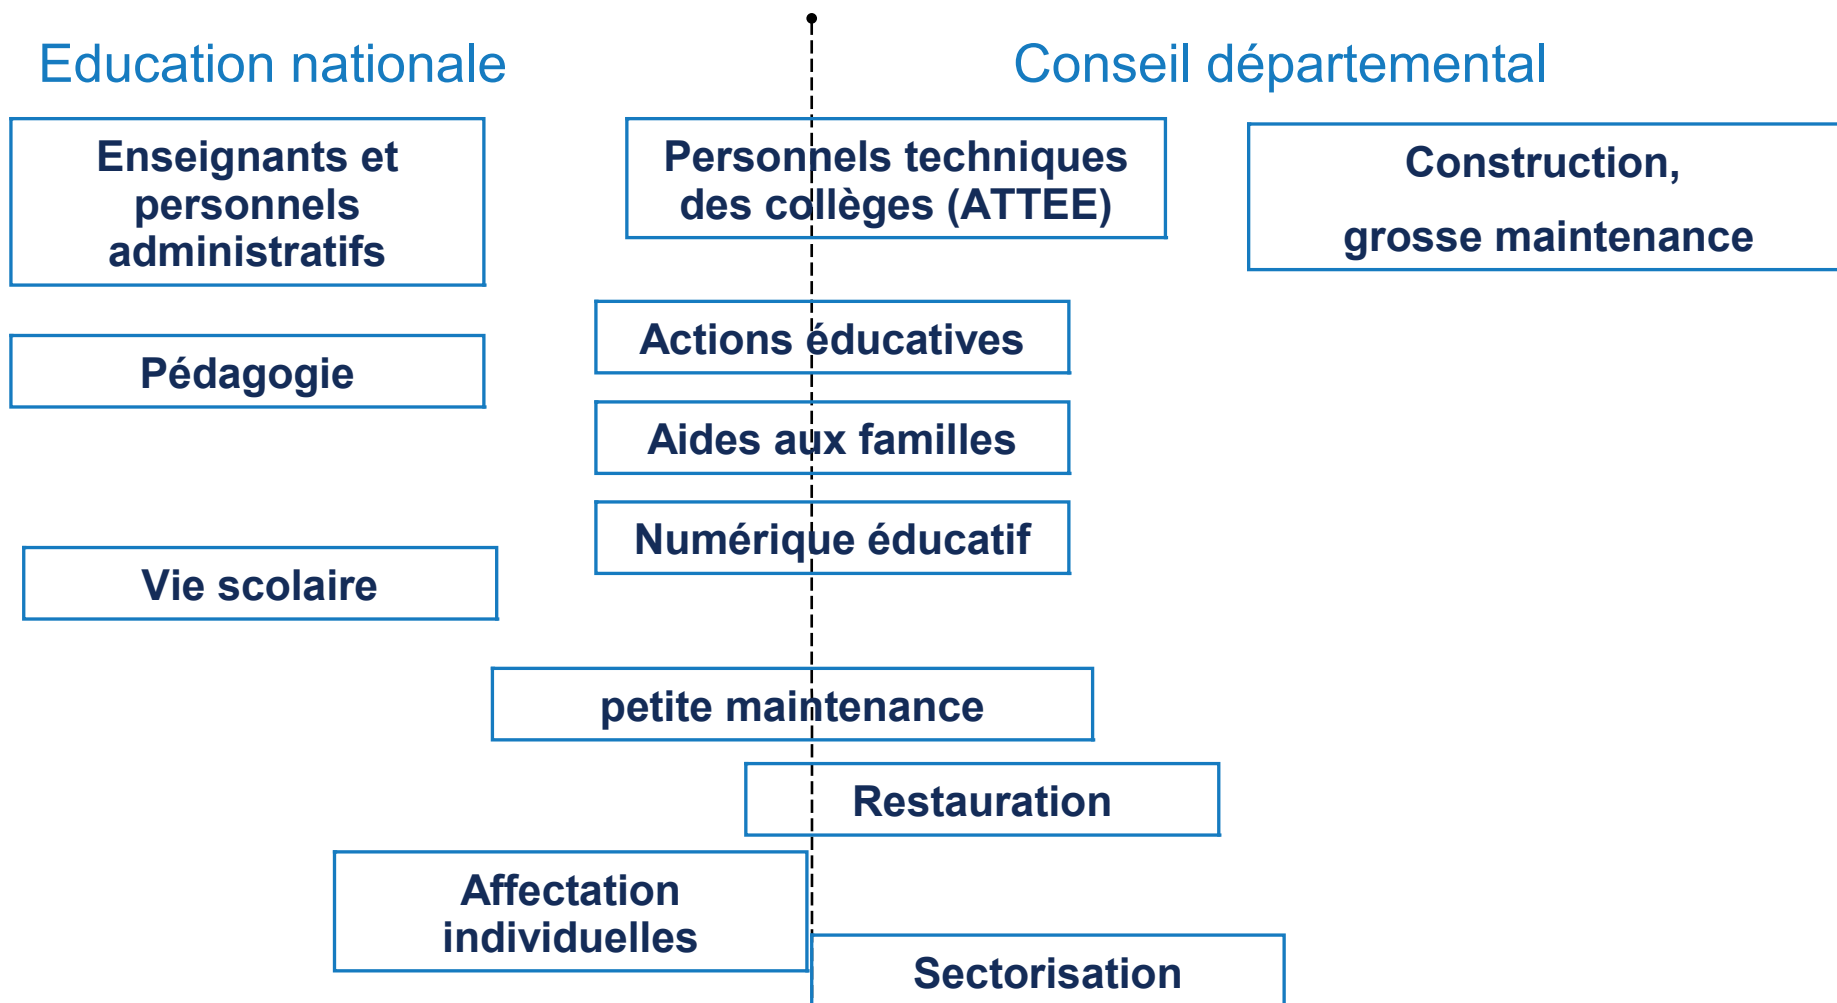 Education nationale
Conseil départemental
Enseignants et
personnels
administratifs
Personnels techniques
des collèges (ATTEE)
Construction,
grosse maintenance
Actions éducatives
Pédagogie
Aides aux familles
Numérique éducatif
Vie scolaire
petite maintenance
Restauration
Affectation
individuelles
Sectorisation